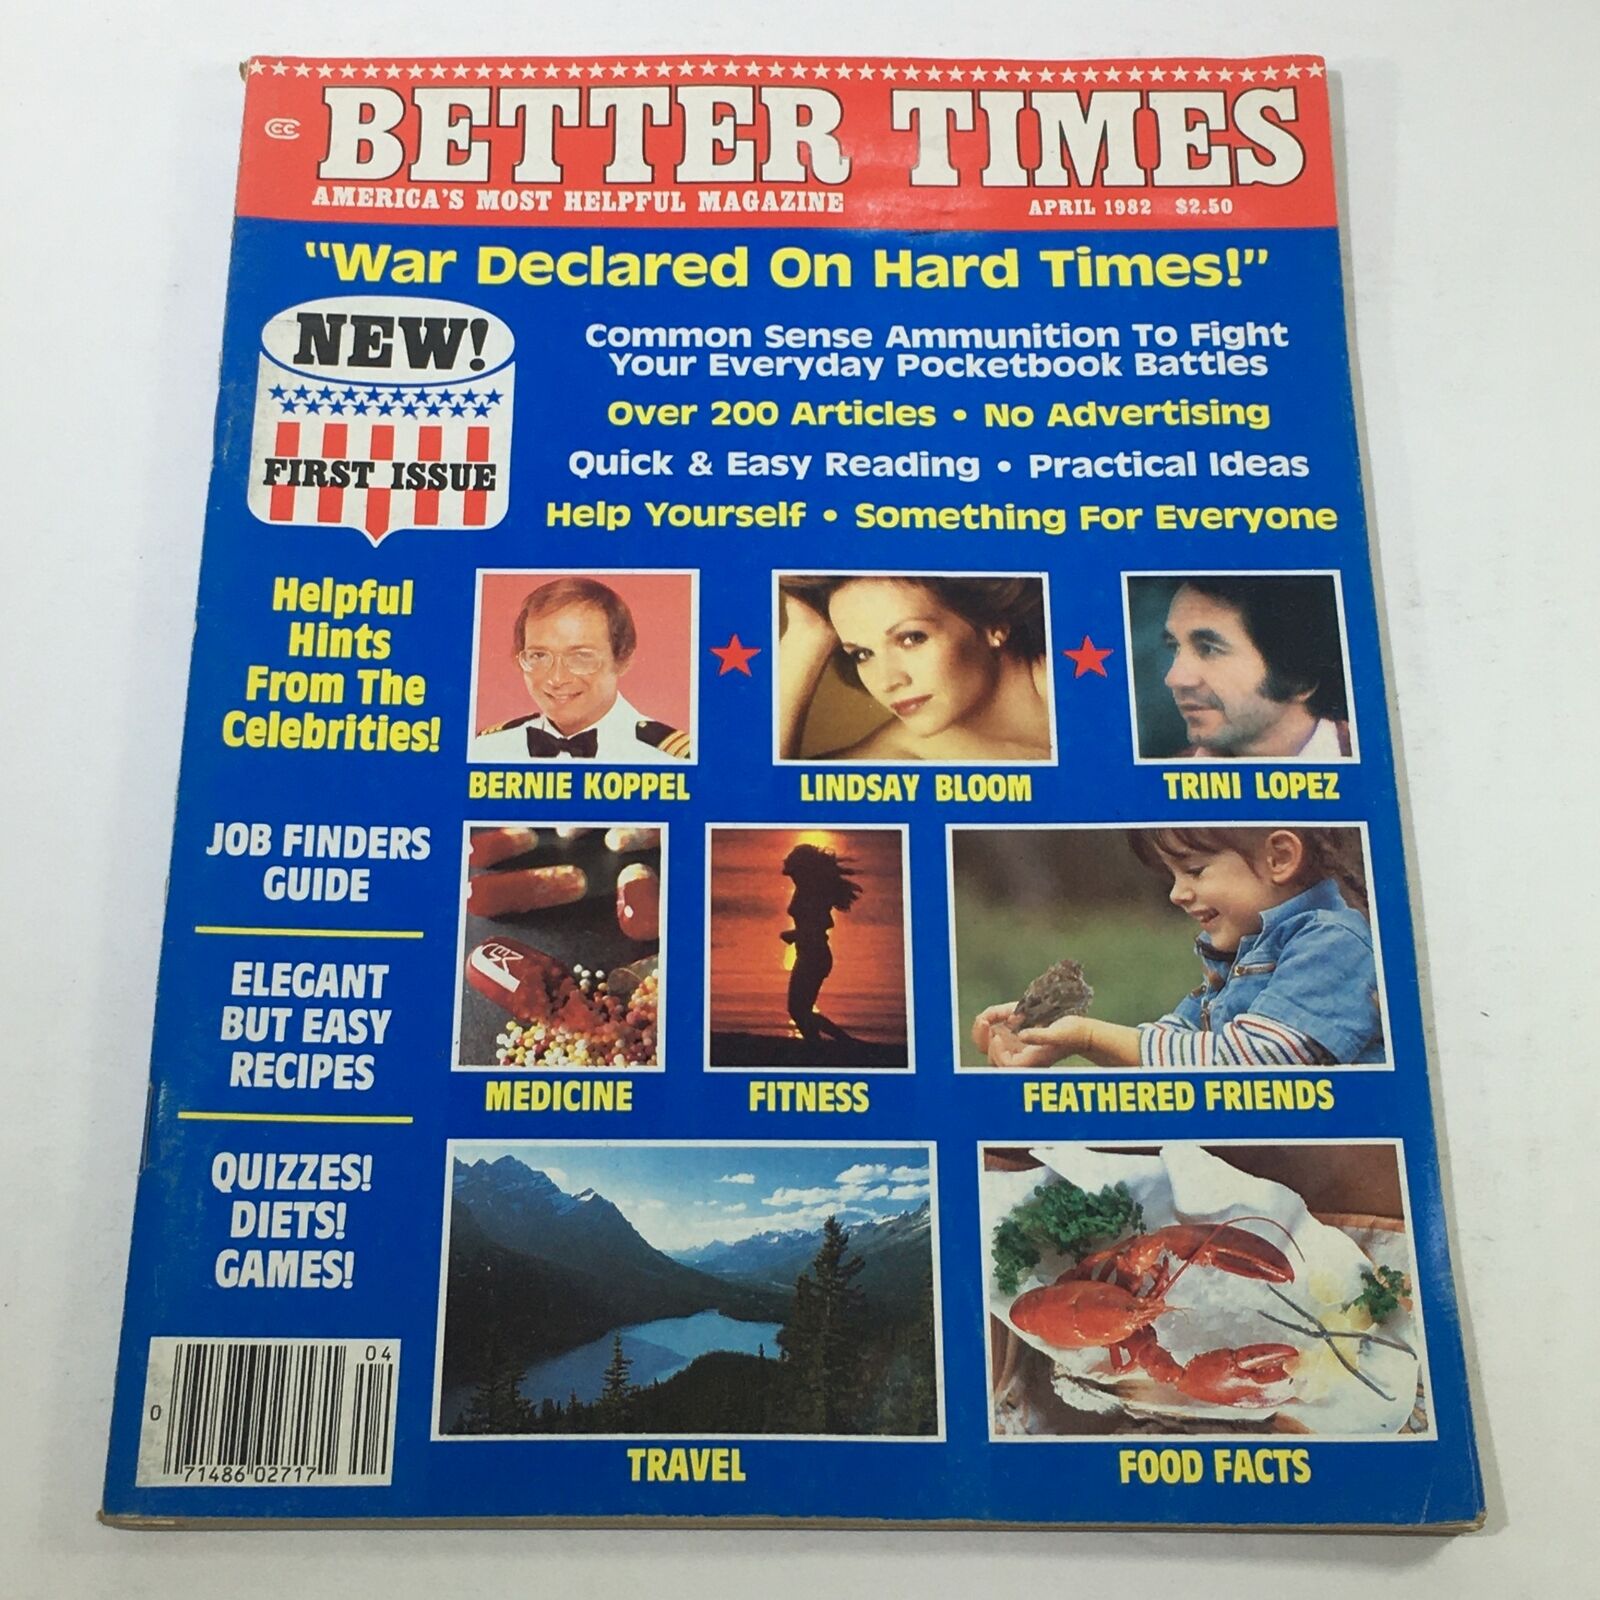 CCC
BETTER TIMES
AMERICA'S MOST HELPFUL MAGAZINE
APRIL 1982 $2.50
"War Declared On Hard Times!"
NEW!
FIRST ISSUE
Common Sense Ammunition To Fight
Your Everyday Pocketbook Battles
Over 200 Articles • No Advertising
Quick & Easy Reading • Practical Ideas
Help Yourself • Something For Everyone
Helpful
Hints
From The
Celebrities!
BERNIE KOPPEL
LINDSAY BLOOM
TRINI LOPEZ
JOB FINDERS
GUIDE
ELEGANT
BUT EASY
RECIPES
QUIZZES!
DIETS!
GAMES!
MEDICINE
FITNESS
FEATHERED FRIENDS
TRAVEL
FOOD FACTS
04
0
71486 02717